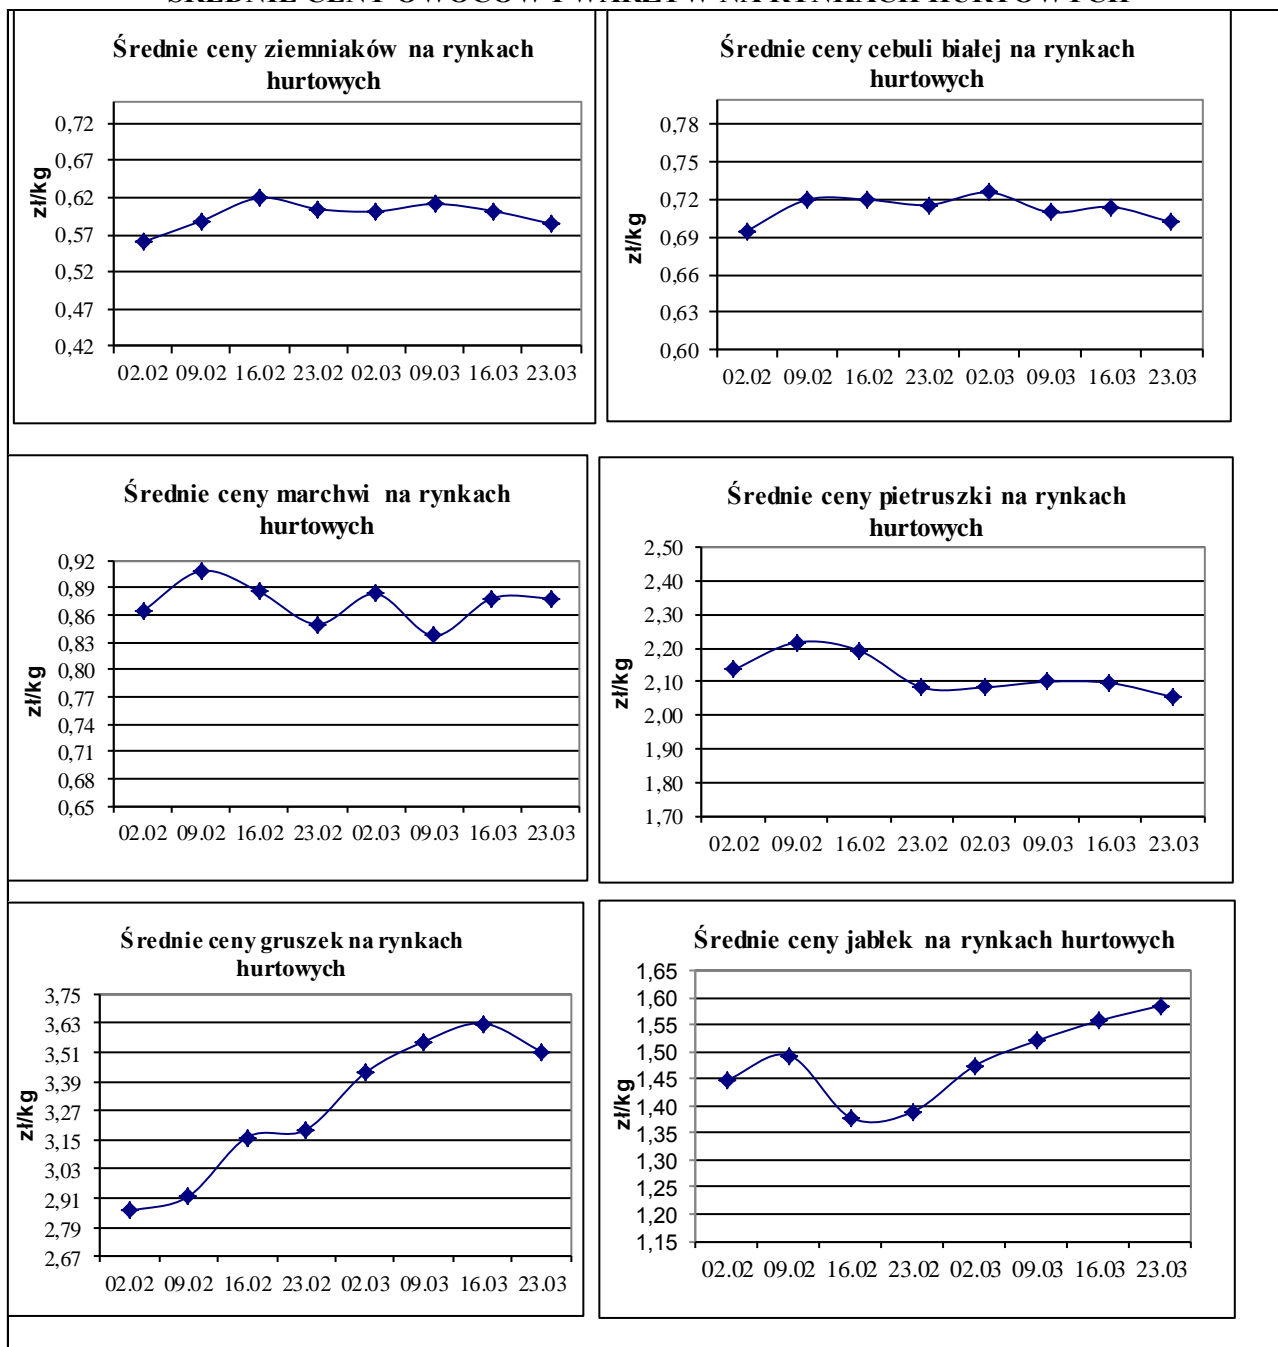 Średnie ceny ziemniaków na rynkach
hurtowych
0,72
0,67
0,62
0,57
0,52
0,47
0,42
zł/kg
02.02 09.02 16.02 23.02 02.03 09.03 16.03 23.03
Średnie ceny cebuli białej na rynkach
hurtowych
0,78
0,75
0,72
0,69
0,66
0,63
0,60
zł/kg
02.02 09.02 16.02 23.02 02.03 09.03 16.03 23.03
Średnie ceny marchwi na rynkach
hurtowych
0,92
0,89
0,86
0,83
0,80
0,77
0,74
0,71
0,68
0,65
zł/kg
02.02 09.02 16.02 23.02 02.03 09.03 16.03 23.03
Średnie ceny pietruszki na rynkach
hurtowych
2,50
2,40
2,30
2,20
2,10
2,00
1,90
1,80
1,70
zł/kg
02.02 09.02 16.02 23.02 02.03 09.03 16.03 23.03
Średnie ceny gruszek na rynkach
hurtowych
3,75
3,63
3,51
3,39
3,27
3,15
3,03
2,91
2,79
2,67
zł/kg
02.02 09.02 16.02 23.02 02.03 09.03 16.03 23.03
Średnie ceny jabłek na rynkach hurtowych
1,65
1,60
1,55
1,50
1,45
1,40
1,35
1,30
1,25
1,20
1,15
zł/kg
02.02 09.02 16.02 23.02 02.03 09.03 16.03 23.03